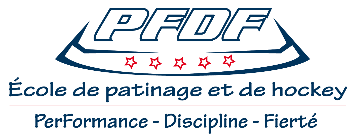 PFDF
École de patinage et de hockey
PerFormance - Discipline - Fierté